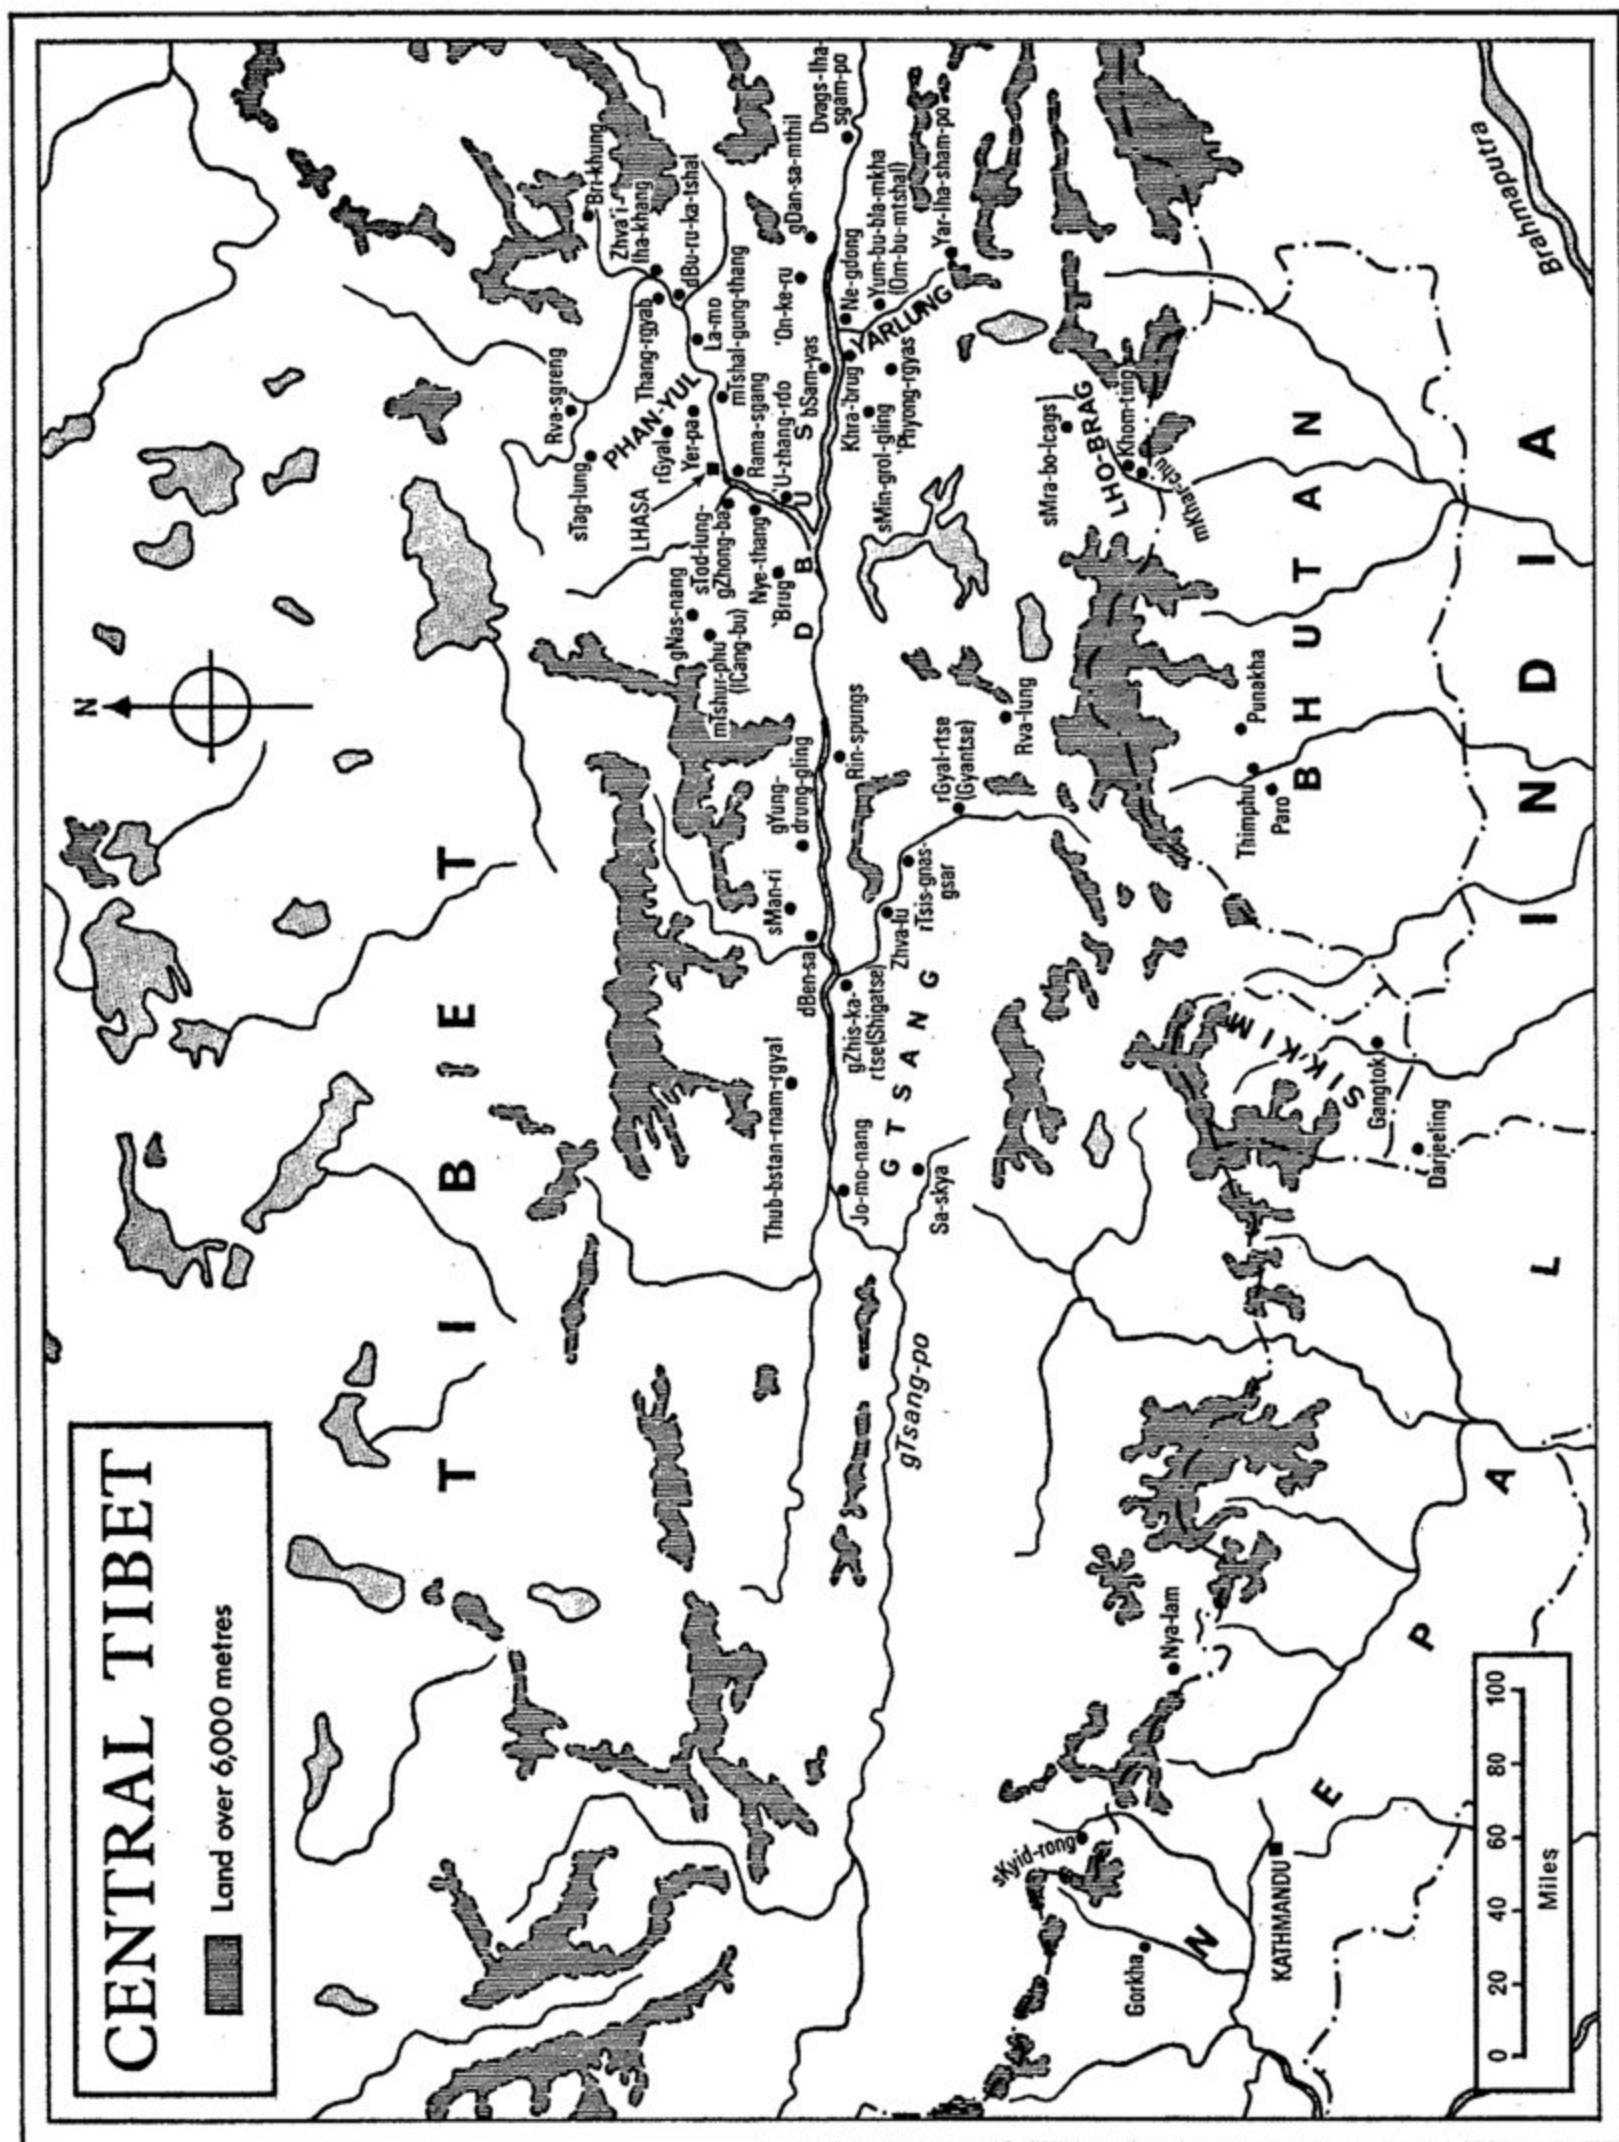 CENTRAL TIBET
Land over 6,000 metres
N
T I B E T
'Bri-khung
Zhva'i-
lha-khang
dBu-ru-ka-tshal
Rva-sgreng
Thang-rgyab
La-mo
mTshal-gung-thang
sTag-lung
PHAN-YUL
rGyal
Yer-pa
Rama-sgang
'U-zhang-rdo
LHASA
sTod-lung-
gZhong-ba
Nye-thang
'Brug
gNas-nang
mTshur-phu
(lCang-bu)
'On-ke-ru
gDan-sa-mthil
Dvags-lha-
sgam-po
bSam-yas
D B U S
Ne-gdong
Yum-bu-bla-mkha
(Om-bu-mtshal)
Yar-lha-sham-po
YARLUNG
Khra-'brug
'Phyong-rgyas
sMin-grol-gling
gYung-
drung-gling
Rin-spungs
sMan-ri
dBen-sa
Thub-bstan-rnam-rgyal
gZhis-ka-
rtse(Shigatse)
Zhva-lu
rTsis-gnas-
gsar
rGyal-rtse
(Gyantse)
Rva-lung
G T S A N G
Jo-mo-nang
Sa-skya
gTsang-po
sMra-bo-lcags
LHO-BRAG
Khom-ting
mKhar-chu
BHUTAN
Punakha
Thimphu
Paro
SIKKIM
Gangtok
Darjeeling
Brahmaputra
INDIA
NEPAL
Nya-lam
sKyid-rong
Gorkha
KATHMANDU
0 20 40 60 80 100
Miles